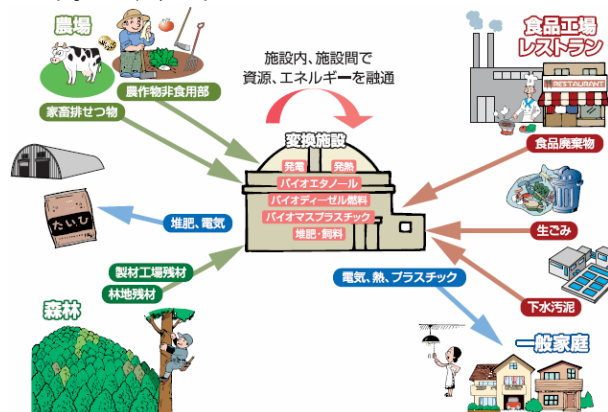 農場
食品工場
レストラン
施設内、施設間で
資源、エネルギーを融通
RESTAURANT
農作物非食用部
家畜排せつ物
変換施設
発電
発熱
食品廃棄物
バイオエタノール
バイオディーゼル燃料
バイオマスプラスチック
堆肥・飼料
たいひ
堆肥、電気
生ごみ
製材工場残材
林地残材
電気、熱、プラスチック
下水汚泥
森林
一般家庭